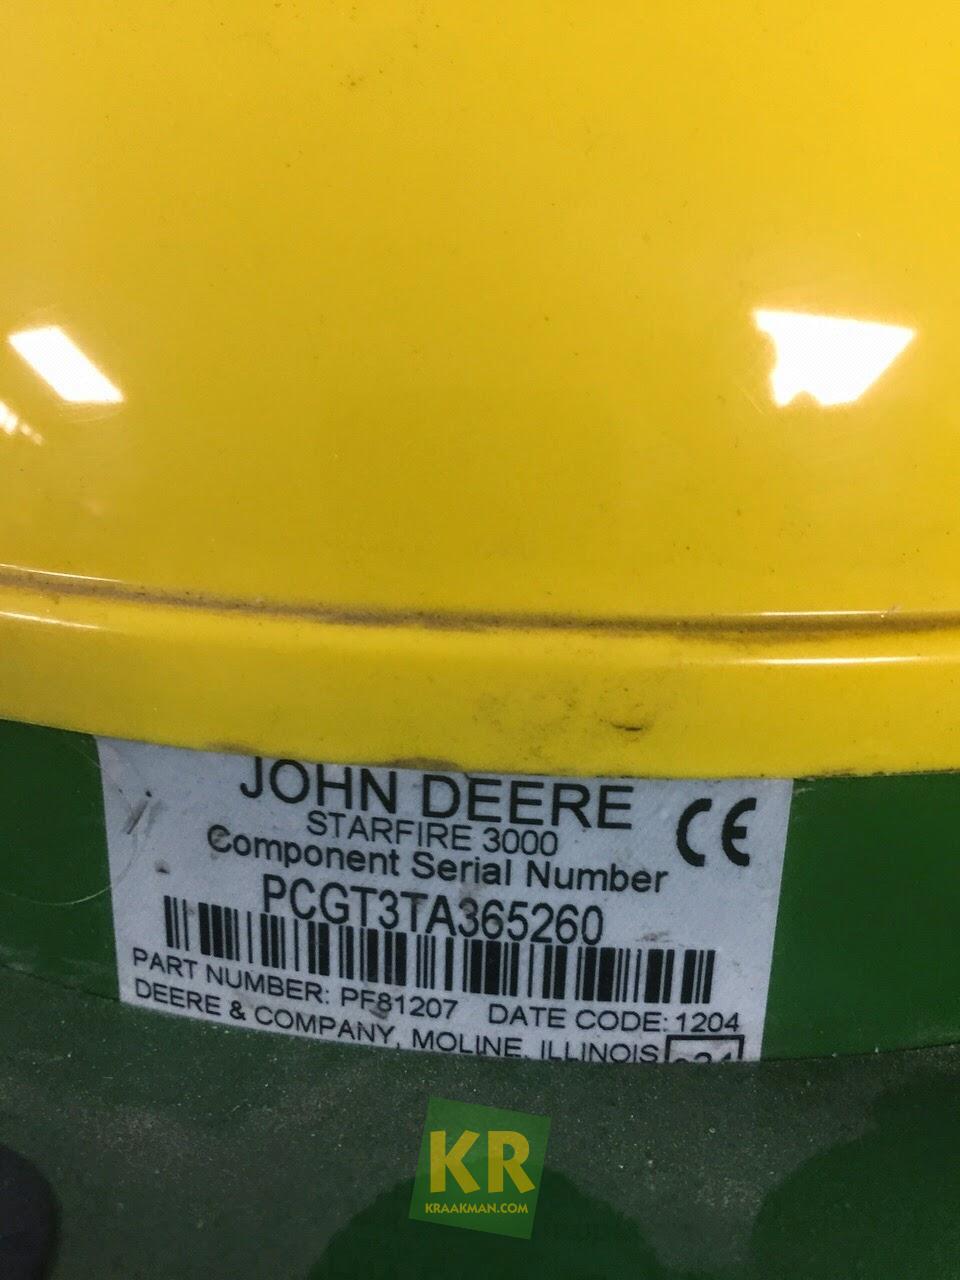 JOHN DEERE
STARFIRE 3000
Component Serial Number
PCGT3TA365260
PART NUMBER: PF81207 DATE CODE: 1204
DEERE & COMPANY, MOLINE, ILLINOIS
CE
KR
KRAAKMAN.COM